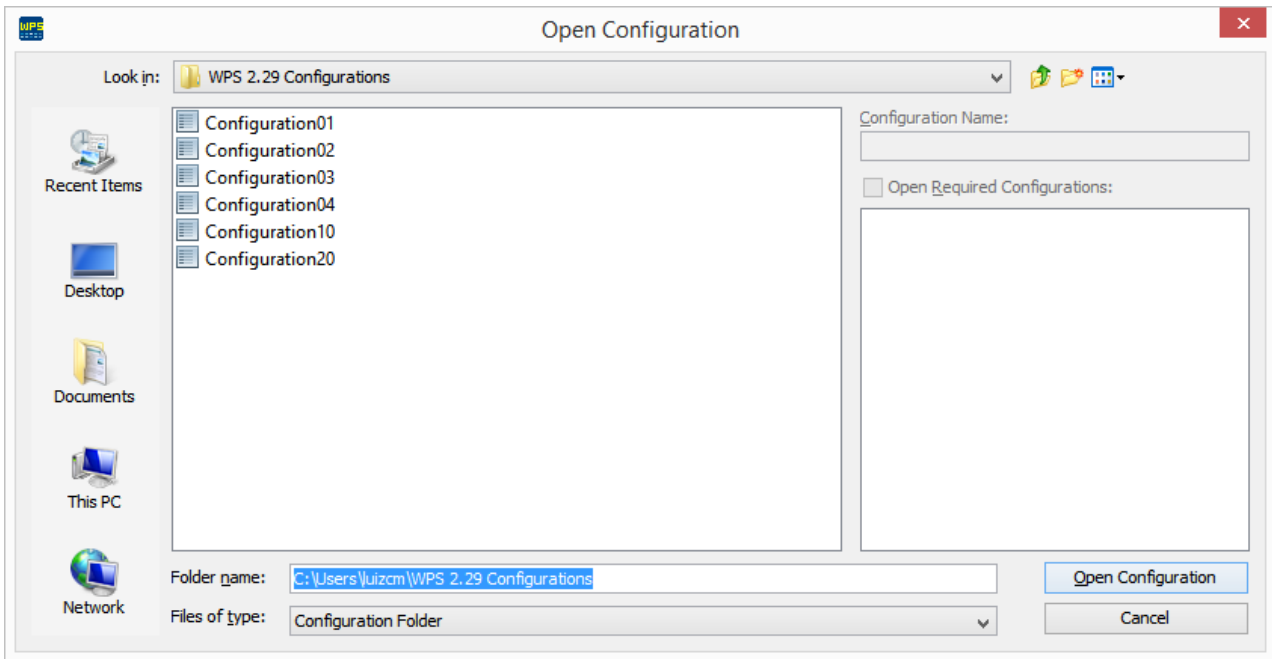 WPS
Open Configuration
Look in: WPS 2.29 Configurations
Recent Items
Desktop
Documents
This PC
Network
Configuration01
Configuration02
Configuration03
Configuration04
Configuration10
Configuration20
Configuration Name:
Open Required Configurations:
Folder name: C:\Users\luizcm\WPS 2.29 Configurations
Open Configuration
Files of type: Configuration Folder
Cancel